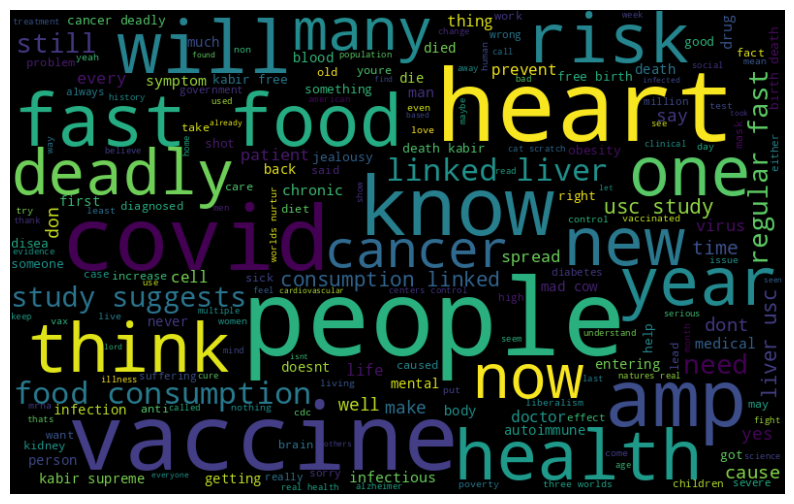 treatment cancer deadly
yeah
still
much
problem
found non
population
will
many
blood died
thing work week
wrong change
call human
risk
drug good fact
mean
every symptom kabir free
youre
something
die
old
prevent
away
bad free birth death
million
infected
social
birth death
always government
history used
fast food
man
even
maybe
heart
say test took
see mask
american
find
take already
believe shot
based
love
cat scratch
clinical day
way
home
patient jealousy
death kabir
obesity
read let
either
deadly
back
said
linked liver
one
regular fast
first care
diagnosed
chronic
diet
right
usc study
try least
thank
don
men
worlds nurtur
show
know
control vaccinated
virus
disea evidence
someone
covid
cancer
spread
new
time issue
case increase cell
use
sick
feel
consumption linked
diabetes
mad cow
year
seen
study suggests
cardiovascular
centers control
high
serious
keep vax live multiple women
people
seem
understand
help
dont
month
lead
medical
liver usc
think
never
lord
mind
isnt
doesnt
caused
entering
need
illness suffering cure
life
living
mental put
now
last
natures real
food consumption
liberalism
amp
may
mrna infection anti called nothing
thats
cdc
well make body
doctor effect
autoimmune
yes fight
want
kidney
vaccine
brain others
come
health
got science
person
getting really sorry
infectious
age
children
cause
kabir supreme everyone real health alzheimer
poverty three worlds
severe